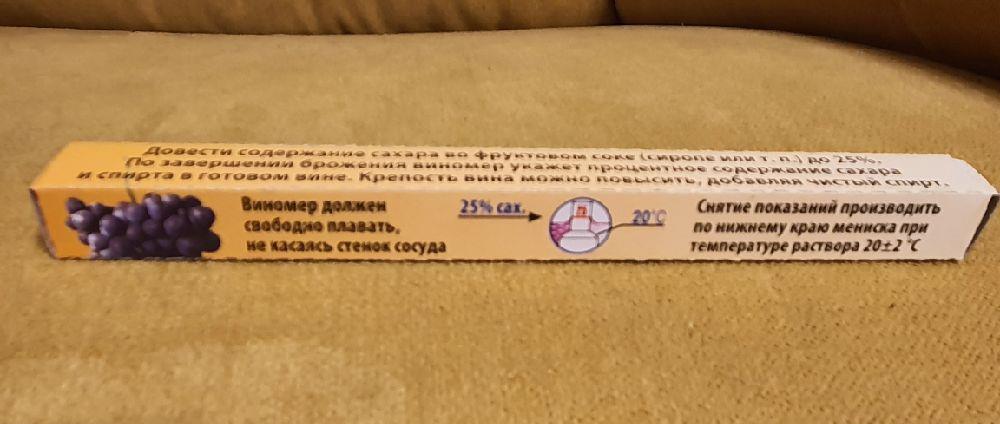 Довести содержание сахара во фруктовом соке (сиропе или т. п.) до 25%.
По завершении брожения виномер укажет процентное содержание сахара
и спирта в готовом вине. Крепость вина можно повысить, добавляя чистый спирт.
Виномер должен
свободно плавать,
не касаясь стенок сосуда
25% сах.
20°C
Снятие показаний производить
по нижнему краю мениска при
температуре раствора 20±2 °C